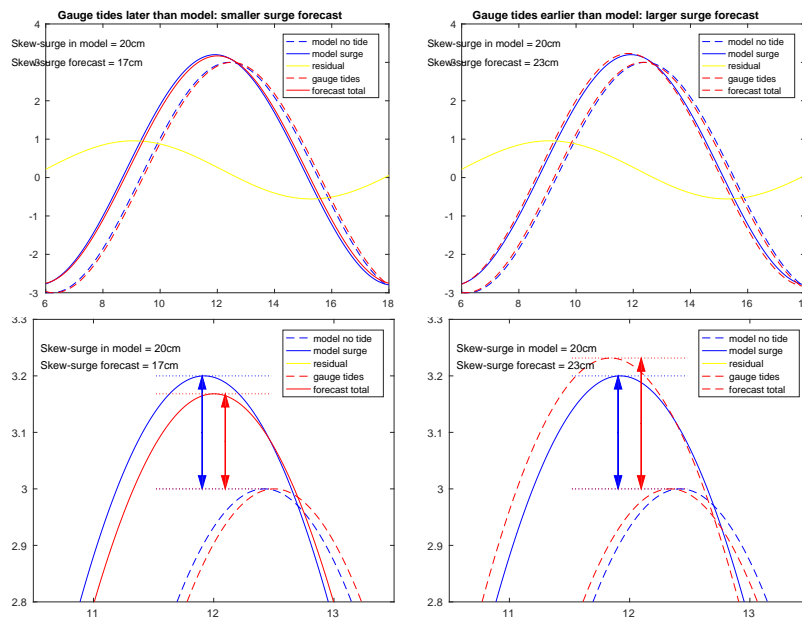 Gauge tides later than model: smaller surge forecast
4
3
2
1
0
-1
-2
-3
6 8 10 12 14 16 18
Skew-surge in model = 20cm
Skew-surge forecast = 17cm
model no tide
model surge
residual
gauge tides
forecast total
Gauge tides earlier than model: larger surge forecast
4
3
2
1
0
-1
-2
-3
6 8 10 12 14 16
Skew-surge in model = 20cm
Skew-surge forecast = 23cm
model no tide
model surge
residual
gauge tides
forecast total
3.3
3.2
3.1
3
2.9
2.8
11 12 13
Skew-surge in model = 20cm
Skew-surge forecast = 17cm
model no tide
model surge
residual
gauge tides
forecast total
3.3
3.2
3.1
3
2.9
2.8
11 12 13
Skew-surge in model = 20cm
Skew-surge forecast = 23cm
model no tide
model surge
residual
gauge tides
forecast total